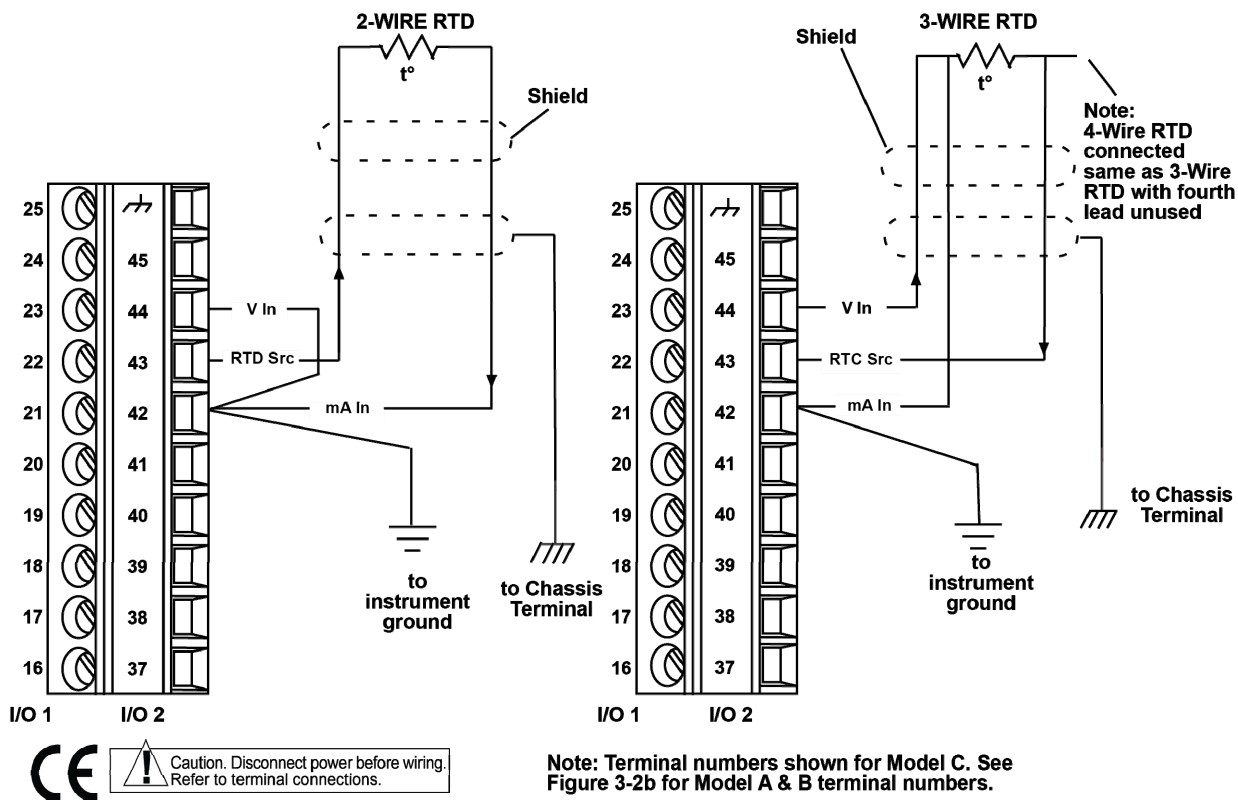 2-WIRE RTD
t°
Shield
25
24
45
23
44
V In
22
43
RTD Src
21
42
mA In
20
41
19
40
18
39
17
38
16
37
I/O 1
I/O 2
to
instrument
ground
to Chassis
Terminal
3-WIRE RTD
Shield
t°
Note:
4-Wire RTD
connected
same as 3-Wire
RTD with fourth
lead unused
25
24
45
23
44
V In
22
43
RTC Src
21
42
mA In
20
41
19
40
18
39
17
38
16
37
I/O 1
I/O 2
to
instrument
ground
to Chassis
Terminal
CE
!
Caution. Disconnect power before wiring.
Refer to terminal connections.
Note: Terminal numbers shown for Model C. See
Figure 3-2b for Model A & B terminal numbers.